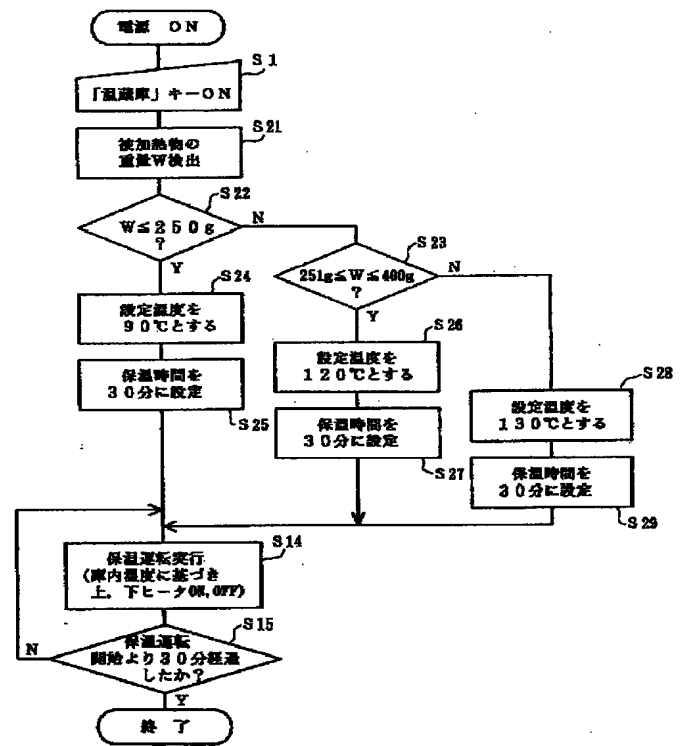 電源 ON
S1
「温蔵庫」キーON
S21
被加熱物の
重量W検出
S22
W≦250g
?
N
Y
S23
251g≦W≦400g
?
N
Y
S24
設定温度を
90℃とする
S25
保温時間を
30分に設定
S26
設定温度を
120℃とする
S27
保温時間を
30分に設定
S28
設定温度を
130℃とする
S29
保温時間を
30分に設定
S14
保温運転実行
(庫内温度に基づき
上，下ヒータON,OFF)
S15
保温運転
開始より30分経過
したか?
N
Y
終了